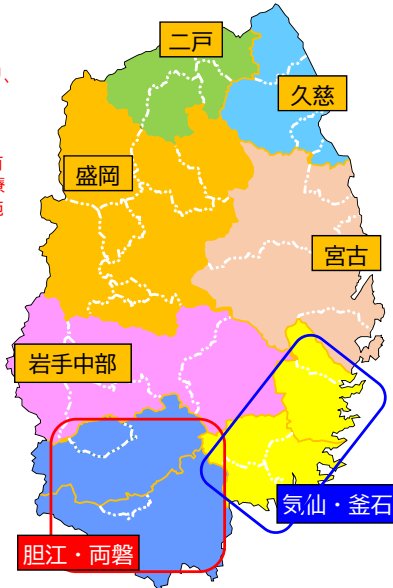 二戸
久慈
、
盛岡
宮古
岩手中部
気仙・釜石
胆江・両磐